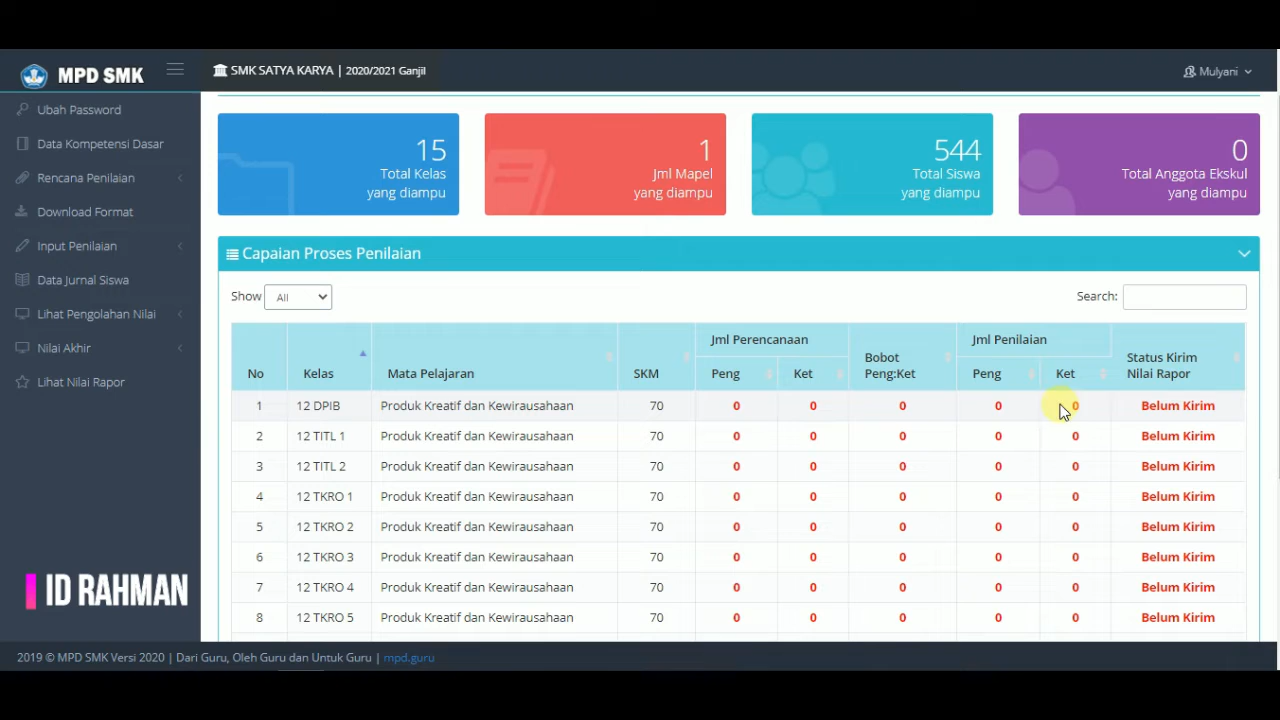 MPD SMK
SMK SATYA KARYA | 2020/2021 Ganjil
Mulyani
Ubah Password
Data Kompetensi Dasar
Rencana Penilaian
Download Format
Input Penilaian
Data Jurnal Siswa
Lihat Pengolahan Nilai
Nilai Akhir
Lihat Nilai Rapor
ID RAHMAN
15
Total Kelas
yang diampu
1
Jml Mapel
yang diampu
544
Total Siswa
yang diampu
0
Total Anggota Ekskul
yang diampu
Capaian Proses Penilaian
Show All
Search:
No Kelas Mata Pelajaran SKM Jml Perencanaan Bobot Peng:Ket Jml Penilaian Status Kirim Nilai Rapor
Peng Ket Peng Ket
1 12 DPIB Produk Kreatif dan Kewirausahaan 70 0 0 0 0 0 Belum Kirim
2 12 TITL 1 Produk Kreatif dan Kewirausahaan 70 0 0 0 0 0 Belum Kirim
3 12 TITL 2 Produk Kreatif dan Kewirausahaan 70 0 0 0 0 0 Belum Kirim
4 12 TKRO 1 Produk Kreatif dan Kewirausahaan 70 0 0 0 0 0 Belum Kirim
5 12 TKRO 2 Produk Kreatif dan Kewirausahaan 70 0 0 0 0 0 Belum Kirim
6 12 TKRO 3 Produk Kreatif dan Kewirausahaan 70 0 0 0 0 0 Belum Kirim
7 12 TKRO 4 Produk Kreatif dan Kewirausahaan 70 0 0 0 0 0 Belum Kirim
8 12 TKRO 5 Produk Kreatif dan Kewirausahaan 70 0 0 0 0 0 Belum Kirim
2019 © MPD SMK Versi 2020 | Dari Guru, Oleh Guru dan Untuk Guru | mpd.guru